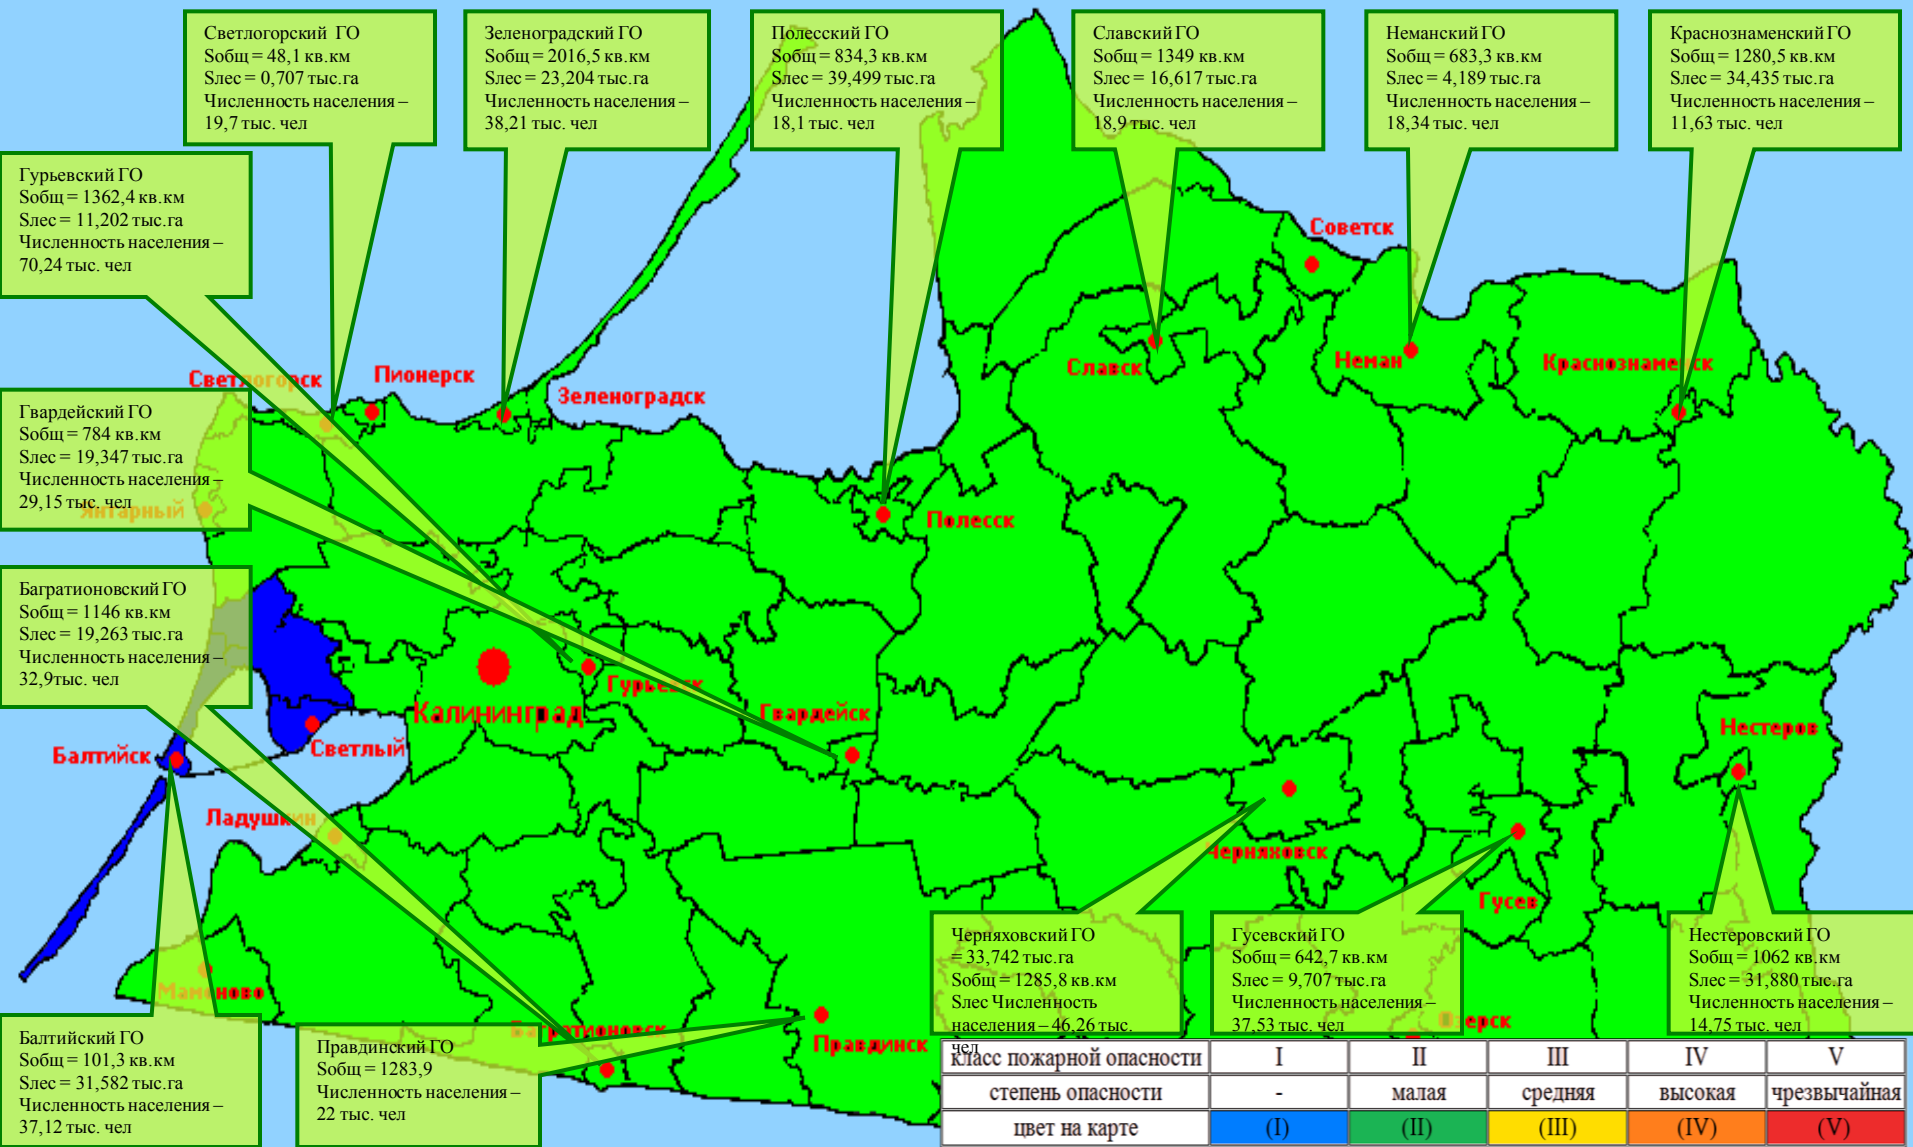 Светлогорский ГО
Sобщ = 48,1 кв.км
Sлес = 0,707 тыс.га
Численность населения –
19,7 тыс. чел
Зеленоградский ГО
Sобщ = 2016,5 кв.км
Sлес = 23,204 тыс.га
Численность населения –
38,21 тыс. чел
Полесский ГО
Sобщ = 834,3 кв.км
Sлес = 39,499 тыс.га
Численность населения –
18,1 тыс. чел
Славский ГО
Sобщ = 1349 кв.км
Sлес = 16,617 тыс.га
Численность населения –
18,9 тыс. чел
Неманский ГО
Sобщ = 683,3 кв.км
Sлес = 4,189 тыс.га
Численность населения –
18,34 тыс. чел
Краснознаменский ГО
Sобщ = 1280,5 кв.км
Sлес = 34,435 тыс.га
Численность населения –
11,63 тыс. чел
Гурьевский ГО
Sобщ = 1362,4 кв.км
Sлес = 11,202 тыс.га
Численность населения –
70,24 тыс. чел
Советск
Светлогорск
Пионерск
Зеленоградск
Славск
Неман
Краснознаменск
Гвардейский ГО
Sобщ = 784 кв.км
Sлес = 19,347 тыс.га
Численность населения –
29,15 тыс. чел
Янтарный
Полесск
Багратионовский ГО
Sобщ = 1146 кв.км
Sлес = 19,263 тыс.га
Численность населения –
32,9тыс. чел
Гурьевск
Калининград
Гвардейск
Нестеров
Балтийск
Светлый
Ладушкин
Черняховск
Гусев
Мамоново
Багратионовск
Правдинск
Озерск
Черняховский ГО
= 33,742 тыс.га
Sобщ = 1285,8 кв.км
Sлес Численность
населения – 46,26 тыс.
чел
Гусевский ГО
Sобщ = 642,7 кв.км
Sлес = 9,707 тыс.га
Численность населения –
37,53 тыс. чел
Нестеровский ГО
Sобщ = 1062 кв.км
Sлес = 31,880 тыс.га
Численность населения –
14,75 тыс. чел
Балтийский ГО
Sобщ = 101,3 кв.км
Sлес = 31,582 тыс.га
Численность населения –
37,12 тыс. чел
Правдинский ГО
Sобщ = 1283,9
Численность населения –
22 тыс. чел
класс пожарной опасности I II III IV V
степень опасности - малая средняя высокая чрезвычайная
цвет на карте (I) (II) (III) (IV) (V)